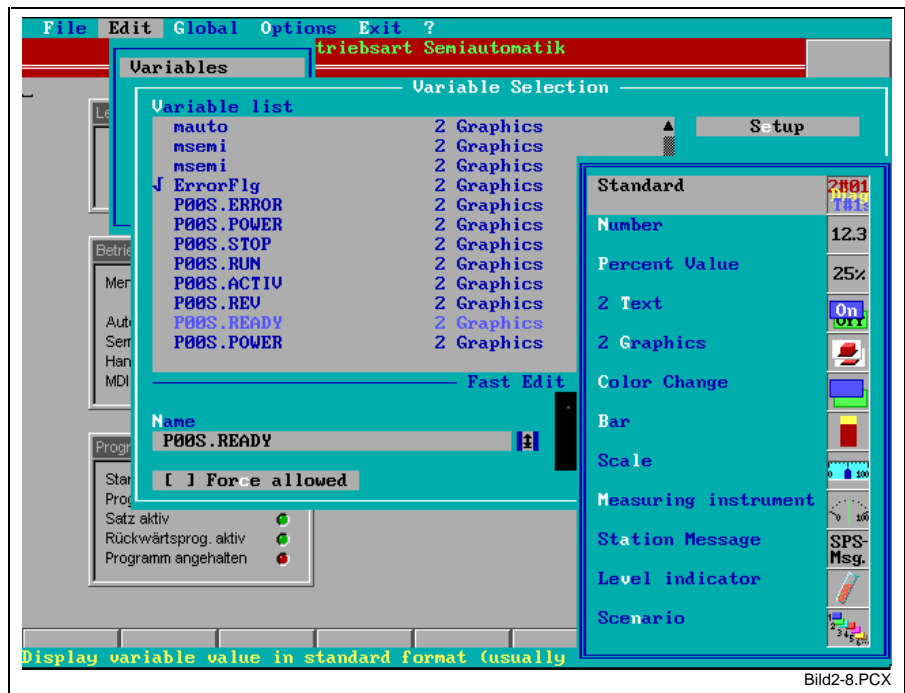 File Edit Global Options Exit ?
triebsart Semiautomatik
Variables
Variable Selection
Variable list
Setup
mauto 2 Graphics
msemi 2 Graphics
msemi 2 Graphics
√ ErrorFlg 2 Graphics
P00S.ERROR 2 Graphics
P00S.POWER 2 Graphics
P00S.STOP 2 Graphics
P00S.RUN 2 Graphics
P00S.ACTIV 2 Graphics
P00S.REV 2 Graphics
P00S.READY 2 Graphics
P00S.POWER 2 Graphics
Fast Edit
Name
P00S.READY
[ ] Force allowed
Standard 2#01
T#1s
Number 12.3
Percent Value 25%
2 Text On Off
2 Graphics
Color Change
Bar
Scale 0 100
Measuring instrument 0 100
Station Message SPS-Msg.
Level indicator
Scenario
Le
Betrie
Mer
Auto
Sem
Han
MDI
Progr
Star
Prog
Satz aktiv
Rückwärtsprog. aktiv
Programm angehalten
Display variable value in standard format (usually
Bild2-8.PCX